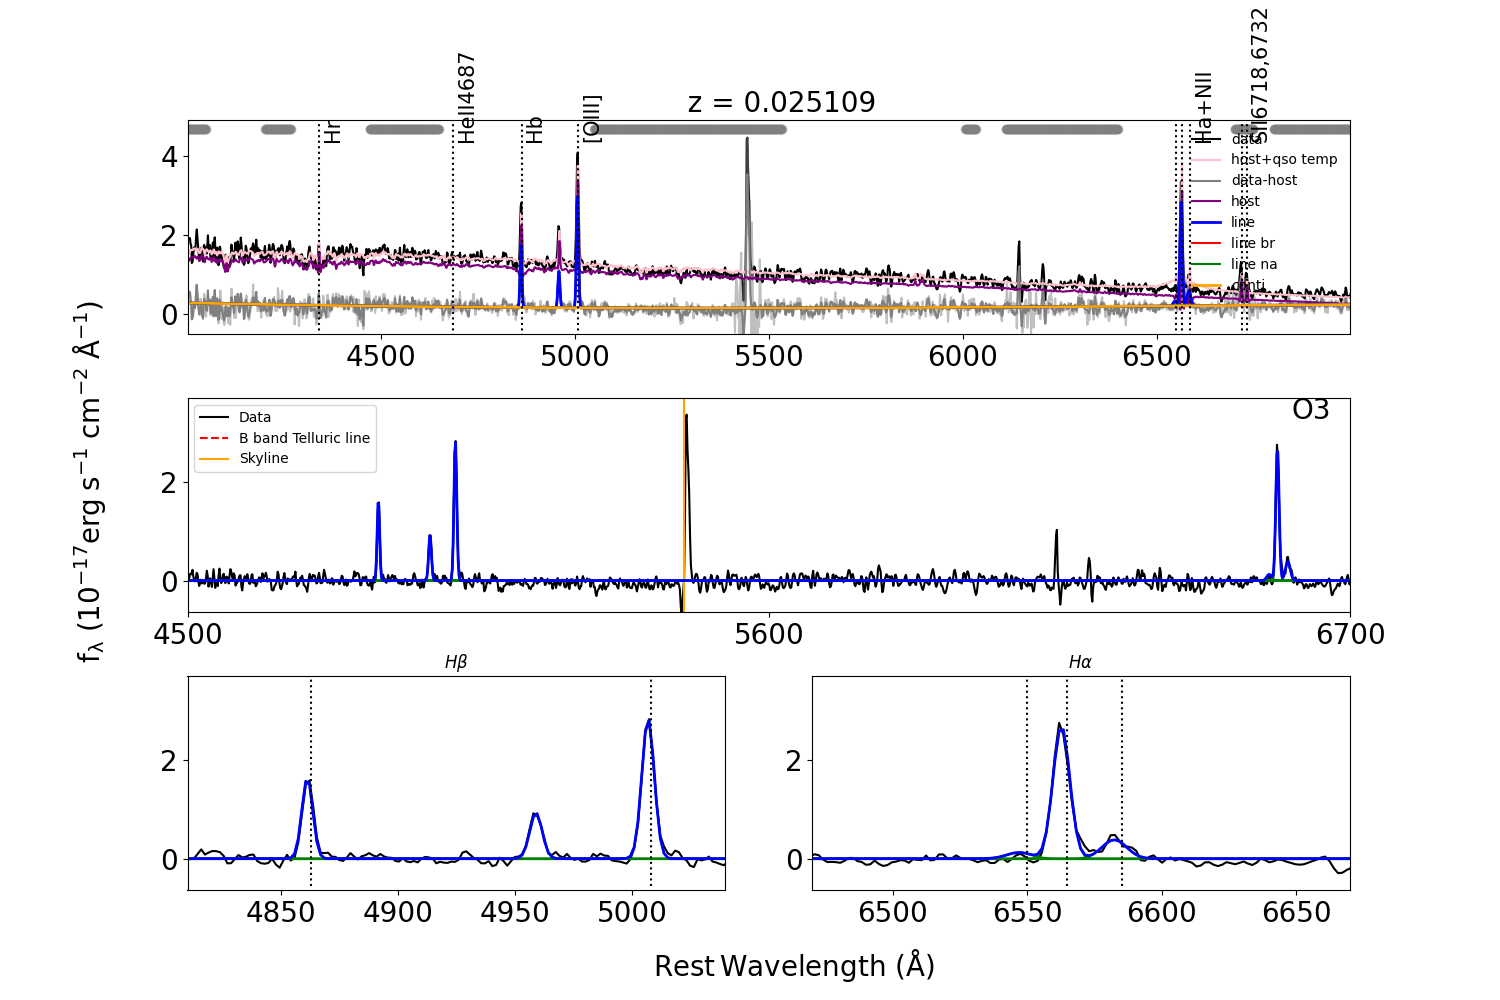 z = 0.025109
Hr
HeII4687
Hb
[OIII]
Ha+NII
SII6718,6732
data
host+qso temp
data-host
host
line
line br
line na
conti
4
2
0
4500
5000
5500
6000
6500
fλ (10⁻¹⁷erg s⁻¹ cm⁻² Å⁻¹)
Data
B band Telluric line
Skyline
O3
2
0
4500
5600
6700
Hβ
2
0
4850
4900
4950
5000
Hα
2
0
6500
6550
6600
6650
Rest Wavelength (Å)